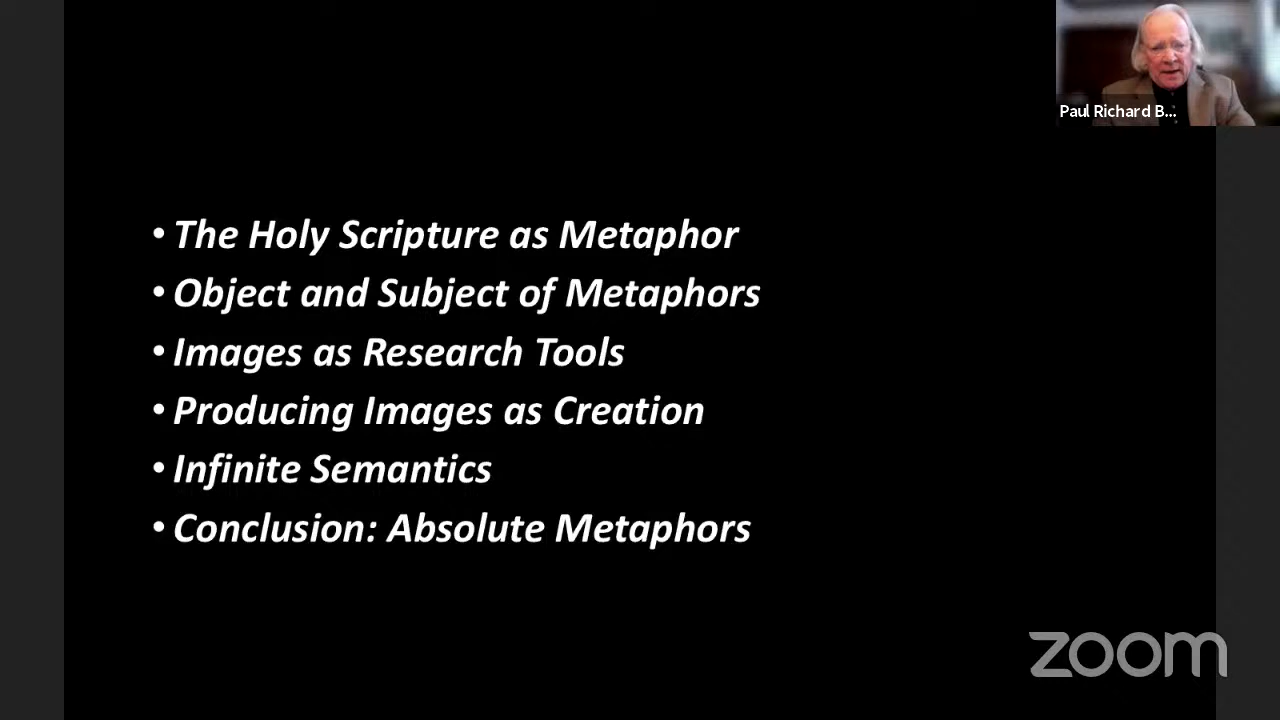 Paul Richard B...
• The Holy Scripture as Metaphor
• Object and Subject of Metaphors
• Images as Research Tools
• Producing Images as Creation
• Infinite Semantics
• Conclusion: Absolute Metaphors
zoom